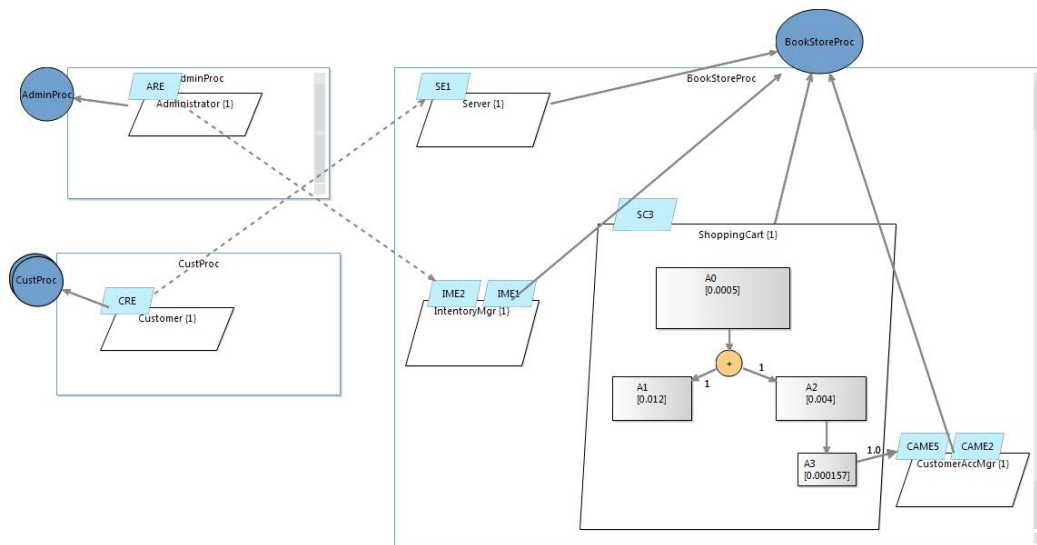 BookStoreProc
AdminProc
ARE
dminProc
Administrator {1}
SE1
BookStoreProc
Server {1}
SC3
ShoppingCart {1}
CustProc
CustProc
CRE
Customer {1}
IME2
IME1
IntentoryMgr {1}
A0
[0.0005]
+
1
1
A1
[0.012]
A2
[0.004]
A3
[0.000157]
1.0
CAME5
CAME2
CustomerAccMgr {1}